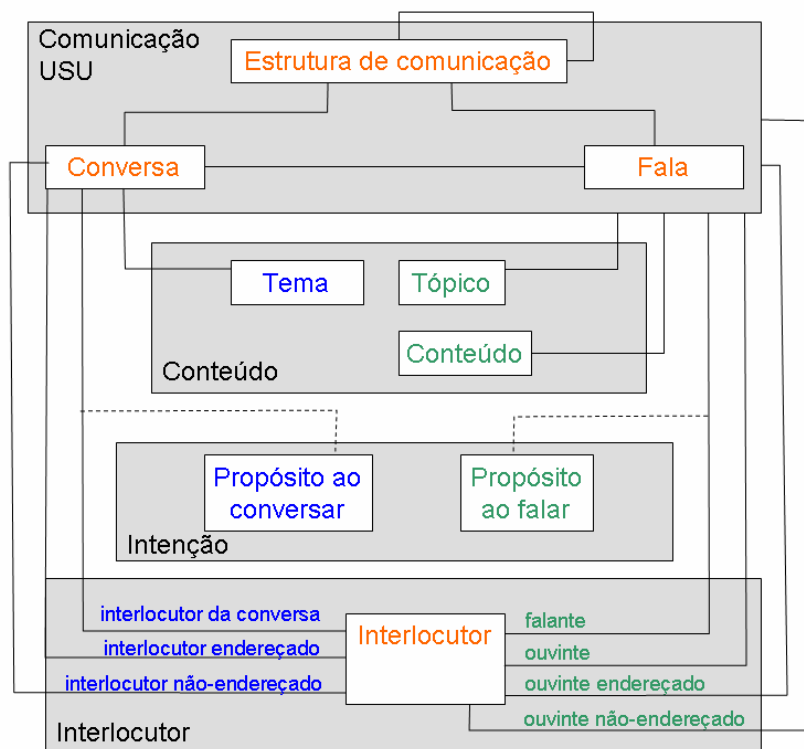 Comunicação
USU
Estrutura de comunicação
Conversa
Fala
Tema
Tópico
Conteúdo
Conteúdo
Propósito ao
conversar
Propósito
ao falar
Intenção
interlocutor da conversa
interlocutor endereçado
interlocutor não-endereçado
Interlocutor
falante
ouvinte
ouvinte endereçado
ouvinte não-endereçado
Interlocutor